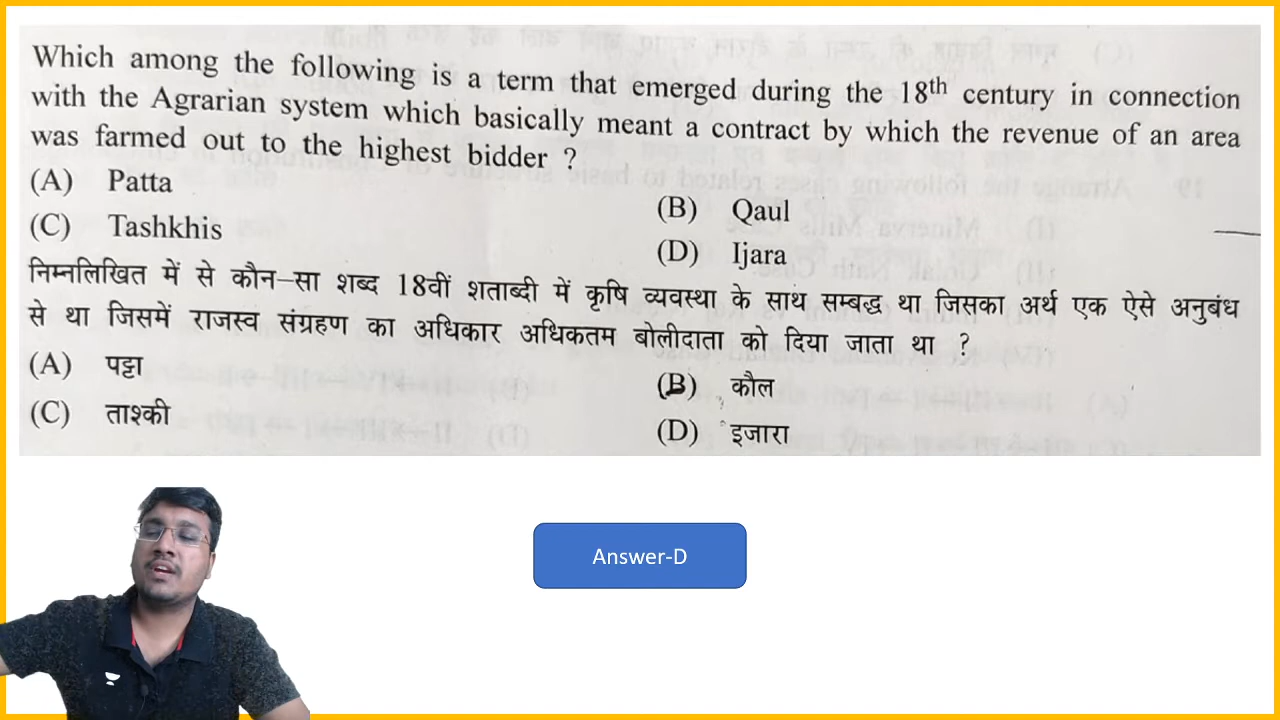 Which among the following is a term that emerged during the 18th century in connection
with the Agrarian system which basically meant a contract by which the revenue of an area
was farmed out to the highest bidder ?
(A) Patta
(B) Qaul
(C) Tashkhis
(D) Ijara
निम्नलिखित में से कौन-सा शब्द 18वीं शताब्दी में कृषि व्यवस्था के साथ सम्बद्ध था जिसका अर्थ एक ऐसे अनुबंध
से था जिसमें राजस्व संग्रहण का अधिकार अधिकतम बोलीदाता को दिया जाता था ?
(A) पट्टा
(B) कौल
(C) ताश्की
(D) इजारा
Answer-D